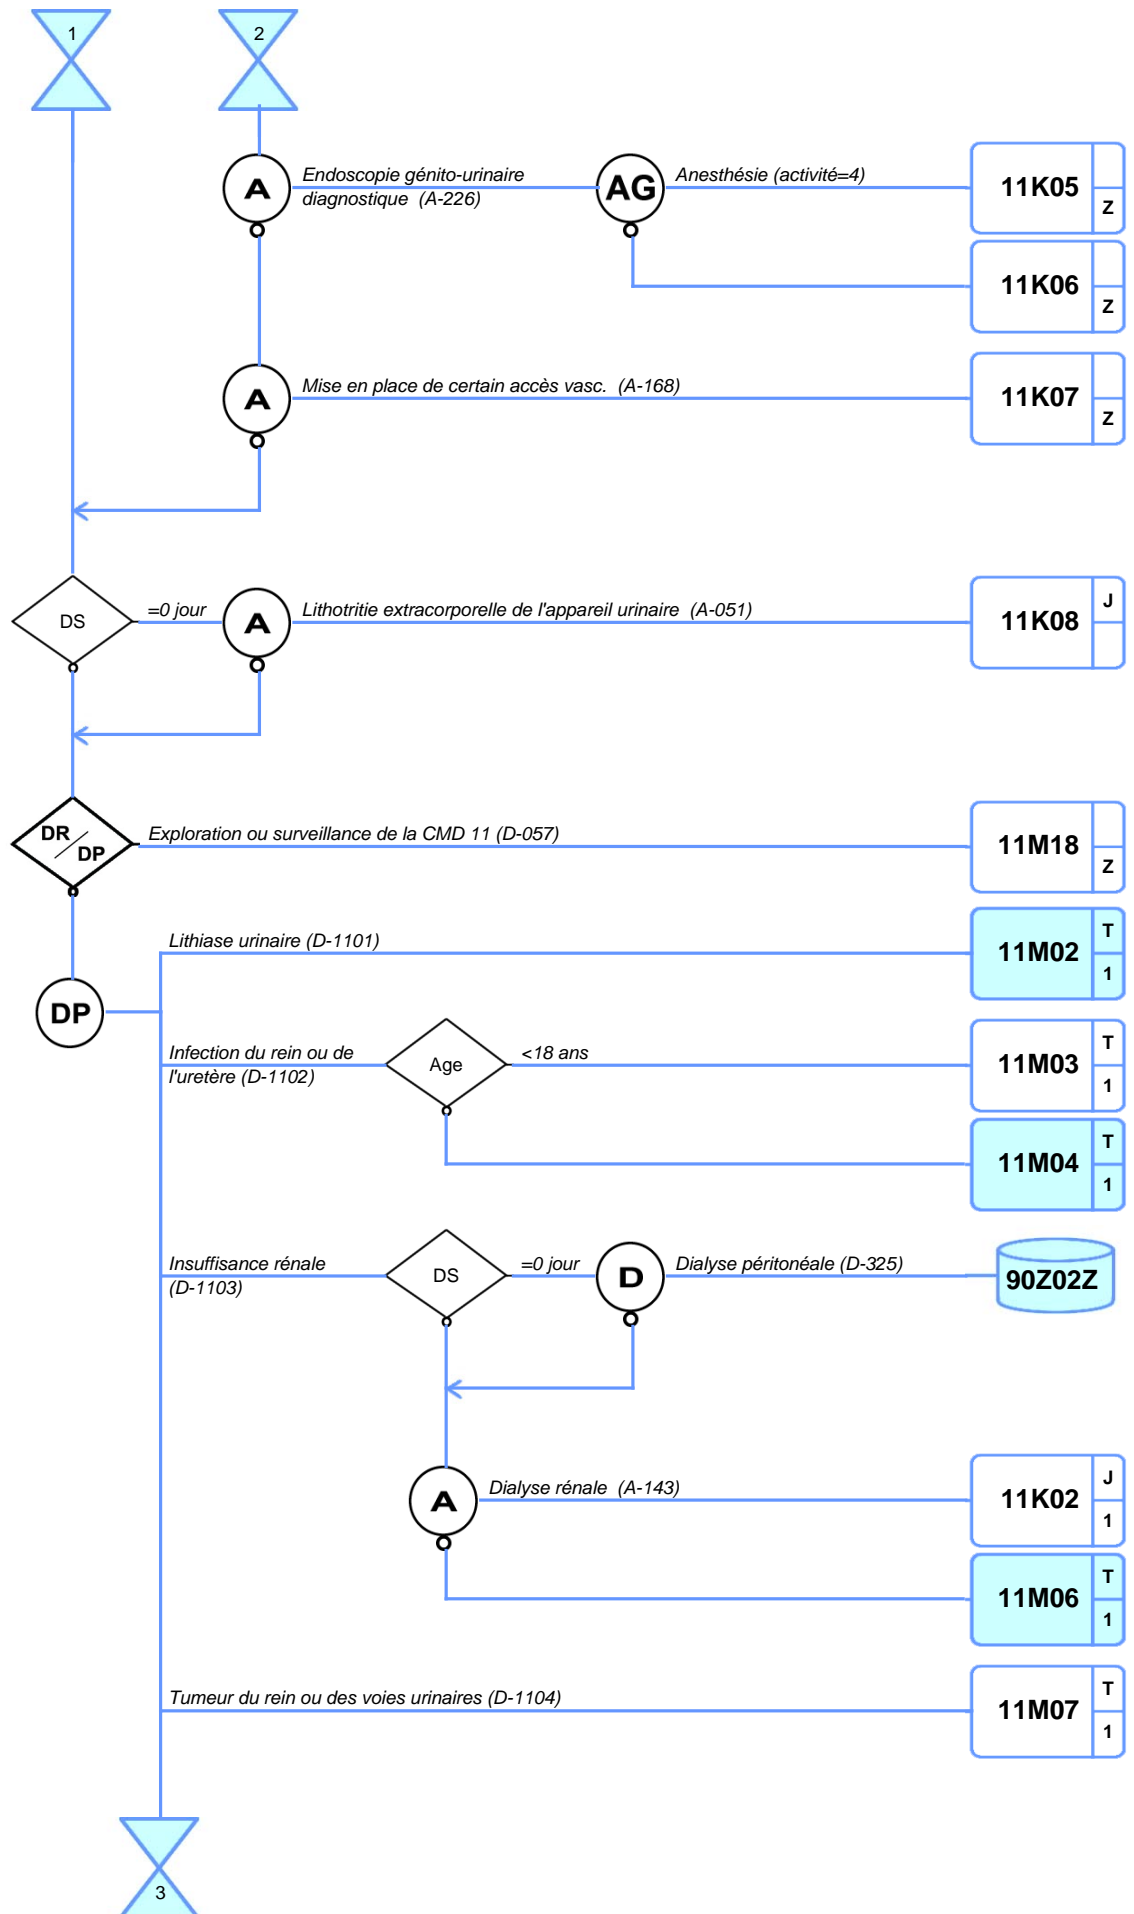 1
2
A
Endoscopie génito-urinaire
diagnostique (A-226)
AG
Anesthésie (activité=4)
11K05
Z
11K06
Z
A
Mise en place de certain accès vasc. (A-168)
11K07
Z
DS
=0 jour
A
Lithotritie extracorporelle de l'appareil urinaire (A-051)
11K08
J
DR
DP
Exploration ou surveillance de la CMD 11 (D-057)
11M18
Z
Lithiase urinaire (D-1101)
11M02
T
1
DP
Infection du rein ou de
l'uretère (D-1102)
Age
<18 ans
11M03
T
1
11M04
T
1
Insuffisance rénale
(D-1103)
DS
=0 jour
D
Dialyse péritonéale (D-325)
90Z02Z
A
Dialyse rénale (A-143)
11K02
J
1
11M06
T
1
Tumeur du rein ou des voies urinaires (D-1104)
11M07
T
1
3